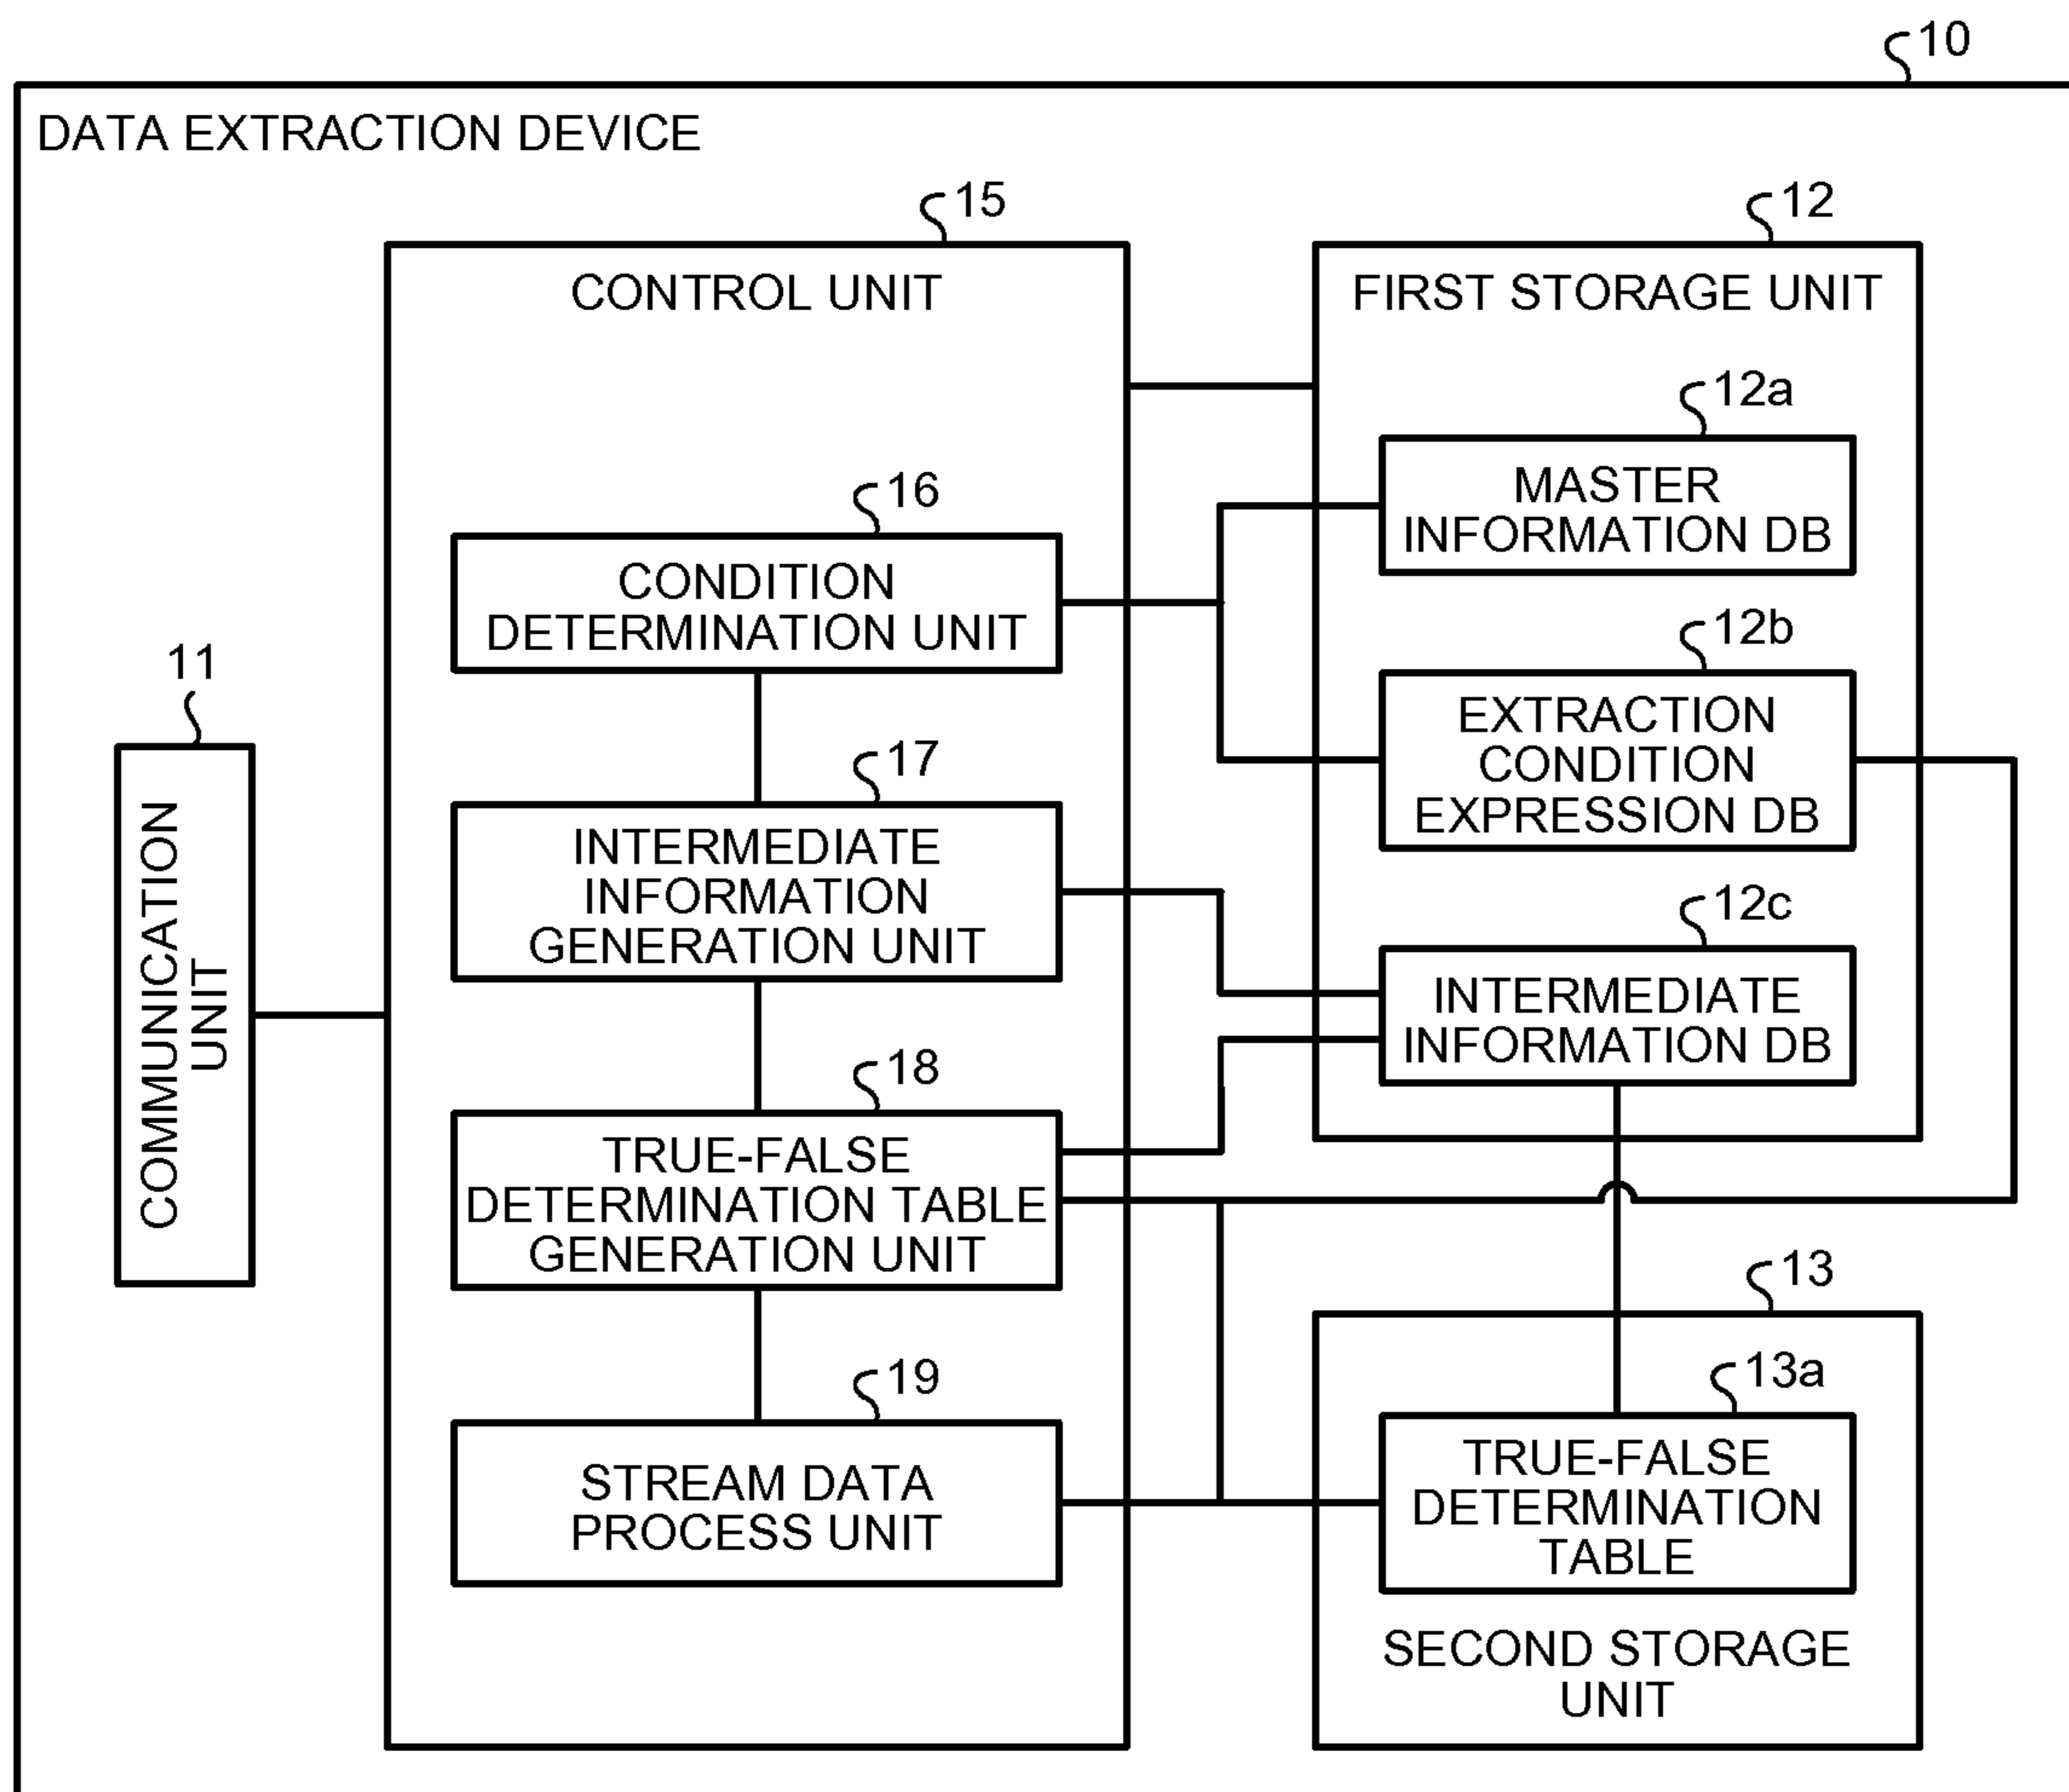 10
DATA EXTRACTION DEVICE
15
CONTROL UNIT
12
FIRST STORAGE UNIT
12a
MASTER
INFORMATION DB
16
CONDITION
DETERMINATION UNIT
12b
EXTRACTION
CONDITION
EXPRESSION DB
11
COMMUNICATION
UNIT
17
INTERMEDIATE
INFORMATION
GENERATION UNIT
12c
INTERMEDIATE
INFORMATION DB
18
TRUE-FALSE
DETERMINATION TABLE
GENERATION UNIT
13
13a
TRUE-FALSE
DETERMINATION
TABLE
SECOND STORAGE
UNIT
19
STREAM DATA
PROCESS UNIT